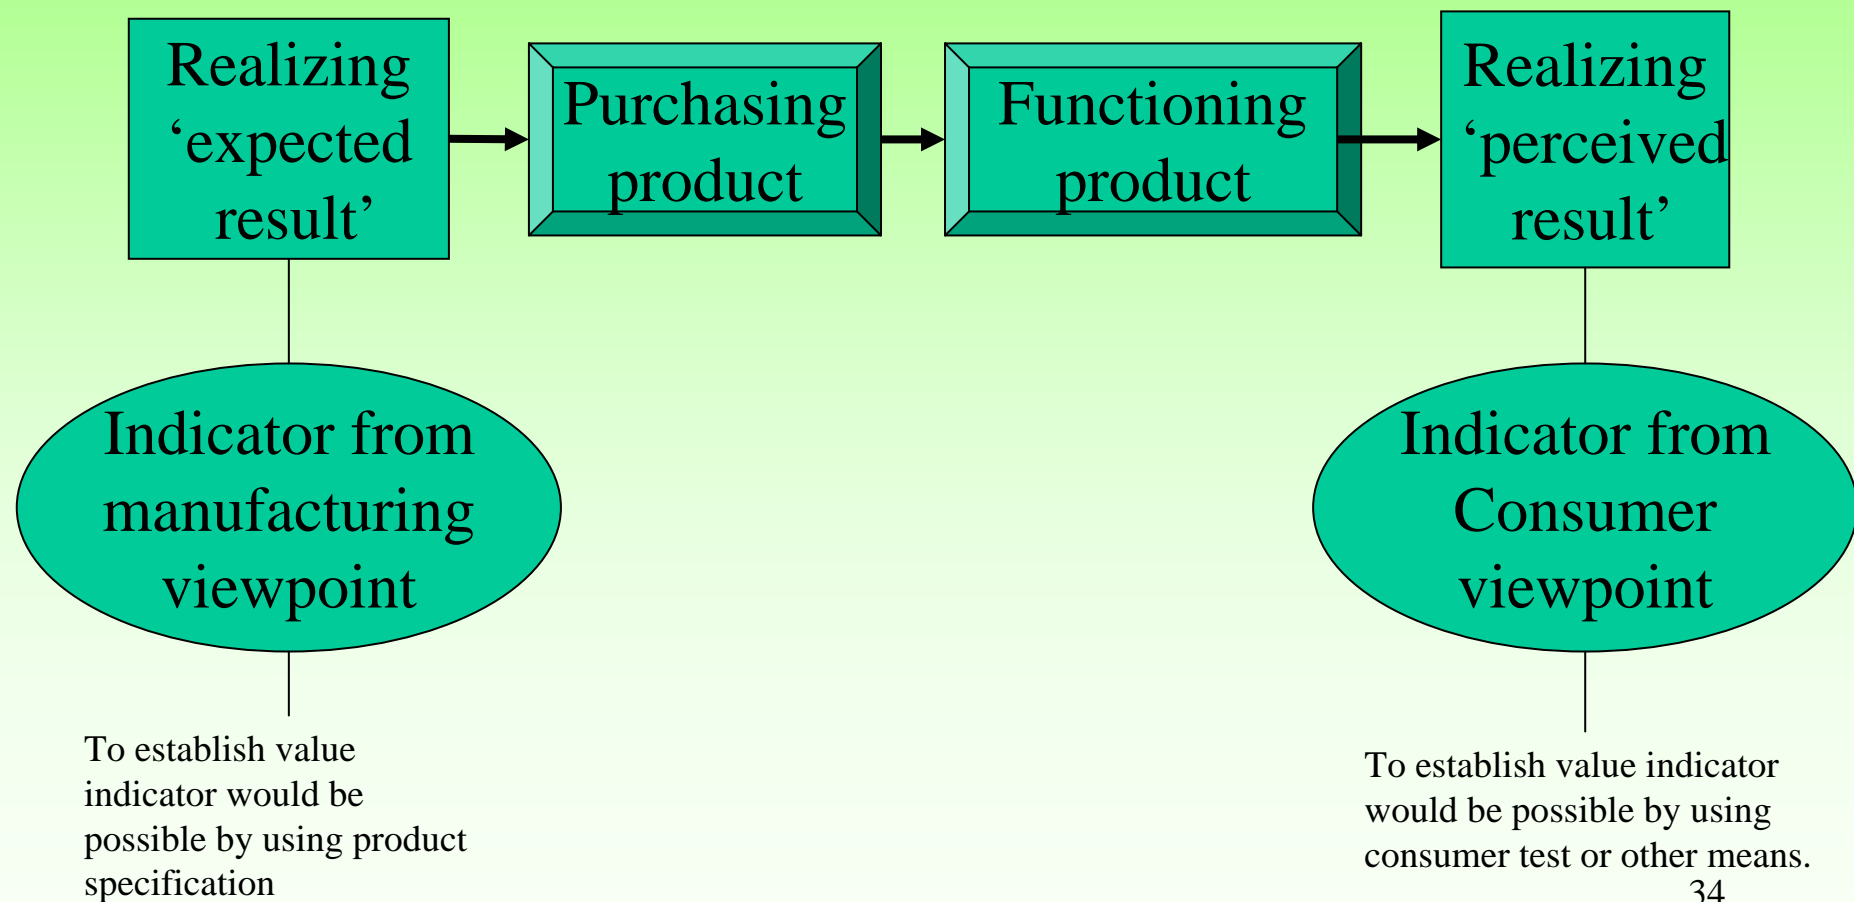 Realizing
‘expected
result’
Purchasing
product
Functioning
product
Realizing
‘perceived
result’
Indicator from
manufacturing
viewpoint
Indicator from
Consumer
viewpoint
To establish value
indicator would be
possible by using product
specification
To establish value indicator
would be possible by using
consumer test or other means.
34